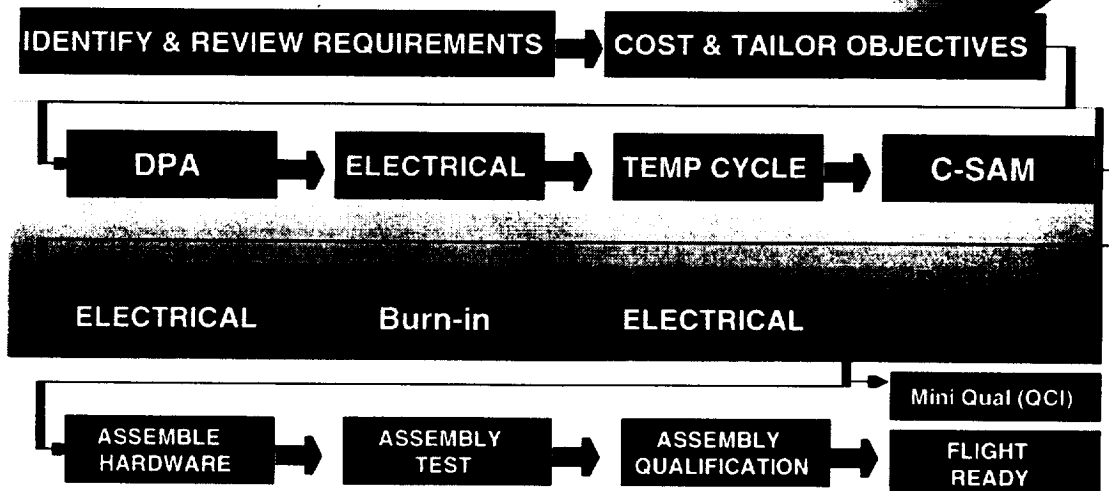 IDENTIFY & REVIEW REQUIREMENTS
COST & TAILOR OBJECTIVES
DPA
ELECTRICAL
TEMP CYCLE
C-SAM
ELECTRICAL
Burn-in
ELECTRICAL
Mini Qual (QCI)
ASSEMBLE
HARDWARE
ASSEMBLY
TEST
ASSEMBLY
QUALIFICATION
FLIGHT
READY